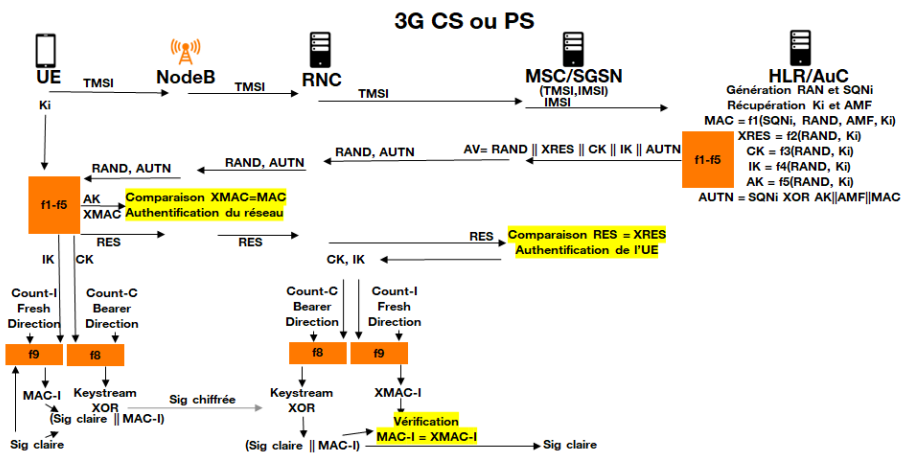 3G CS ou PS
UE
NodeB
RNC
MSC/SGSN
HLR/AuC
(TMSI,IMSI)
TMSI
TMSI
TMSI
IMSI
Génération RAN et SQNi
Récupération Ki et AMF
MAC = f1(SQNi, RAND, AMF, Ki)
XRES = f2(RAND, Ki)
CK = f3(RAND, Ki)
IK = f4(RAND, Ki)
AK = f5(RAND, Ki)
AUTN = SQNi XOR AK||AMF||MAC
f1-f5
Ki
AV= RAND || XRES || CK || IK || AUTN
RAND, AUTN
RAND, AUTN
RAND, AUTN
f1-f5
AK
XMAC
Comparaison XMAC=MAC
Authentification du réseau
RES
RES
RES
Comparaison RES = XRES
Authentification de l'UE
IK
CK
CK, IK
Count-I
Fresh
Direction
Count-C
Bearer
Direction
Count-C
Bearer
Direction
Count-I
Fresh
Direction
f9
f8
f8
f9
MAC-I
Keystream
XOR
Sig chiffrée
Keystream
XOR
XMAC-I
(Sig claire || MAC-I)
Sig claire
Vérification
MAC-I = XMAC-I
(Sig claire || MAC-I)
Sig claire